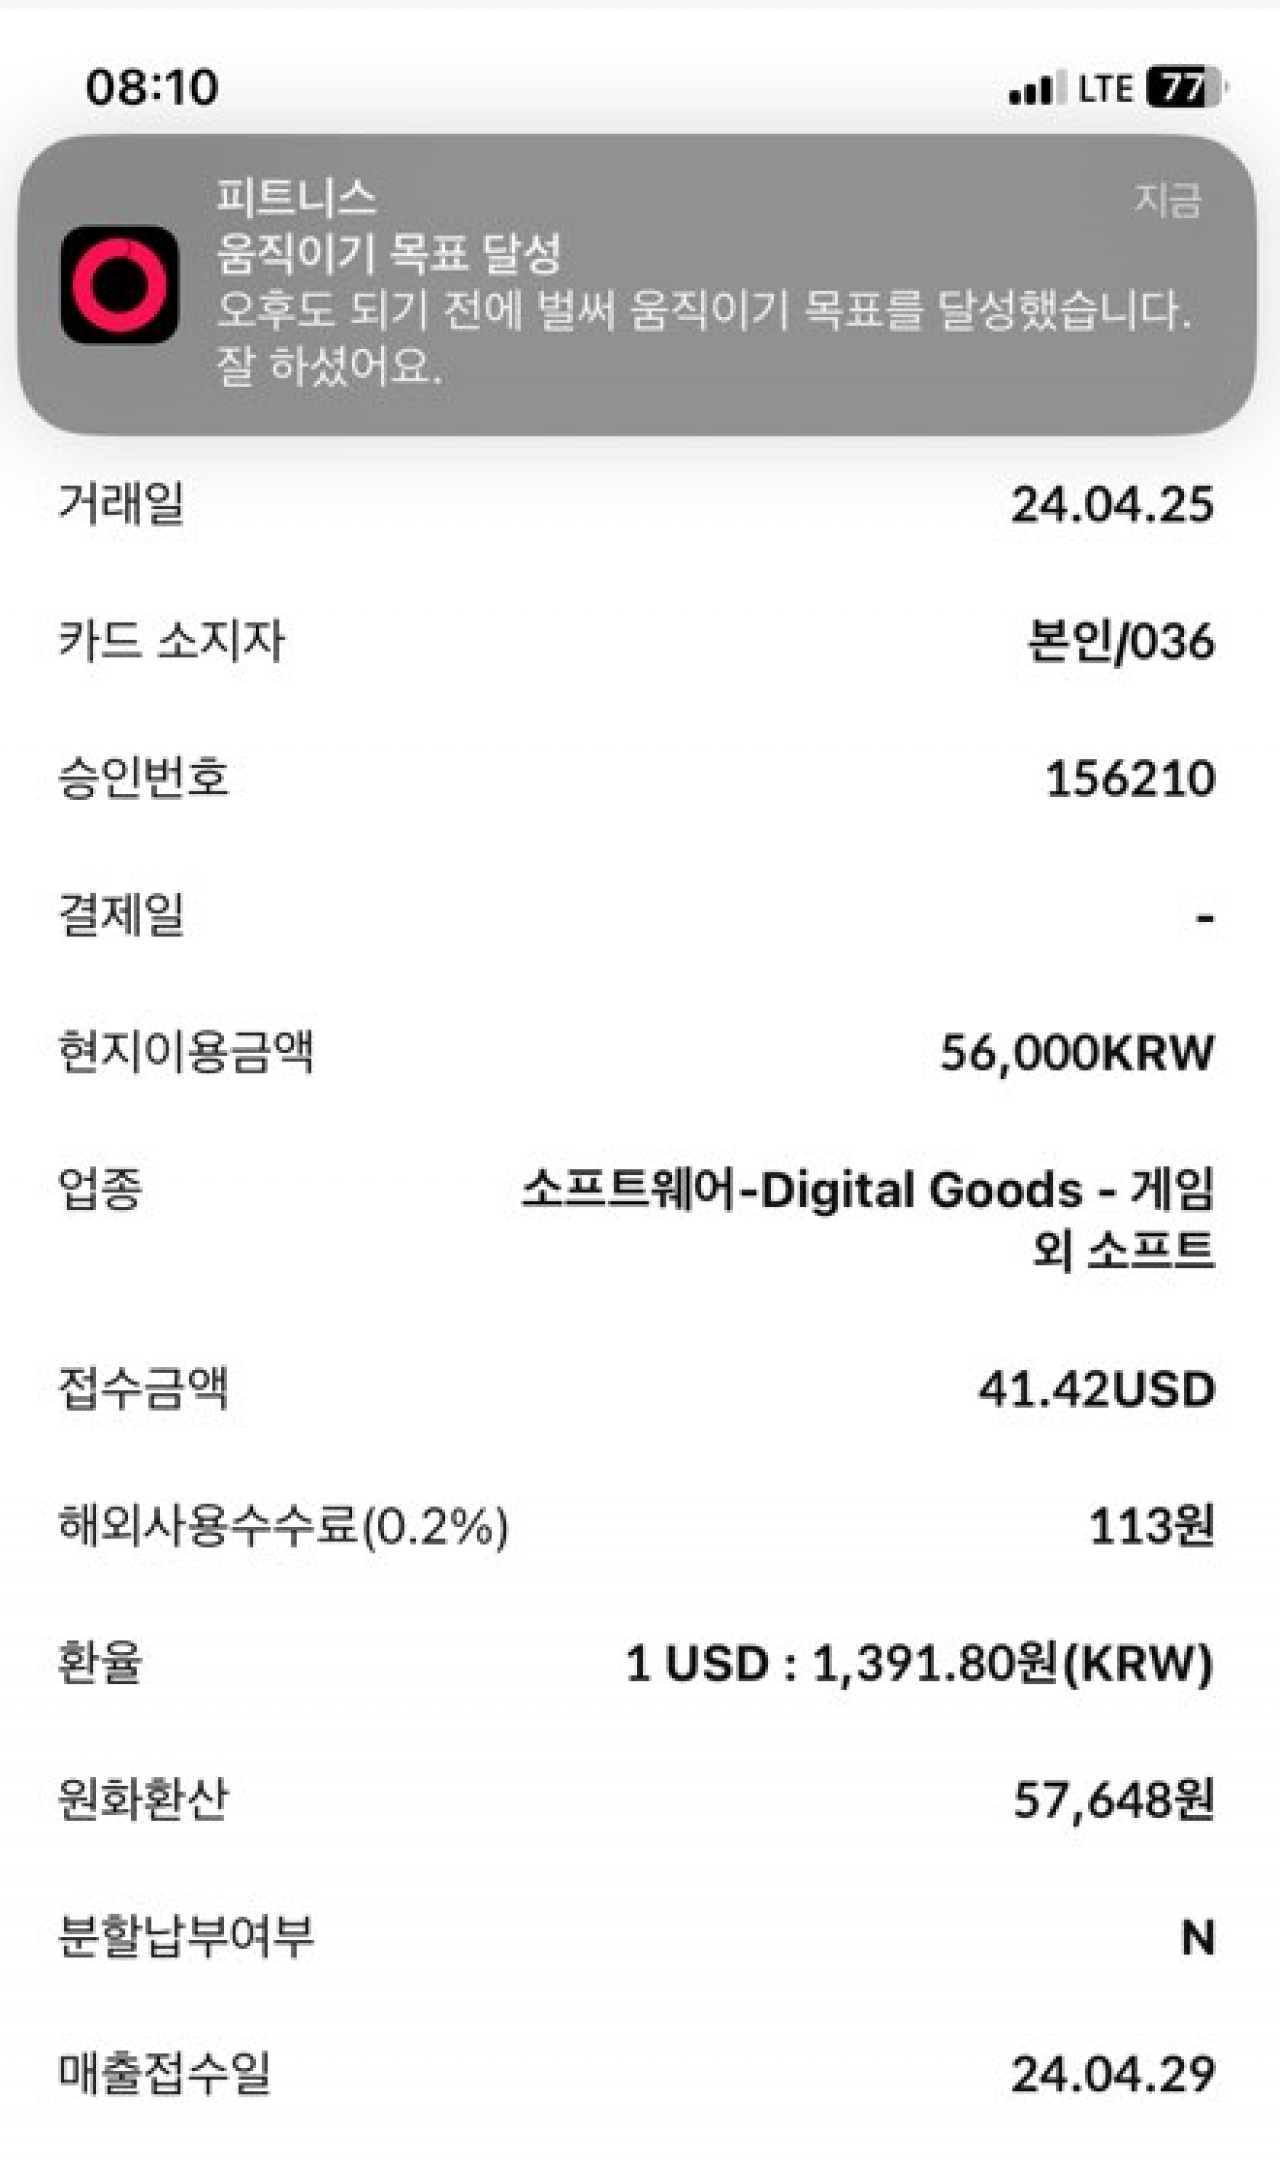 08:10
LTE 77
피트니스 지금
움직이기 목표 달성
오후도 되기 전에 벌써 움직이기 목표를 달성했습니다.
잘 하셨어요.
거래일 24.04.25
카드 소지자 본인/036
승인번호 156210
결제일 -
현지이용금액 56,000KRW
업종 소프트웨어-Digital Goods - 게임
외 소프트
접수금액 41.42USD
해외사용수수료(0.2%) 113원
환율 1 USD : 1,391.80원(KRW)
원화환산 57,648원
분할납부여부 N
매출접수일 24.04.29